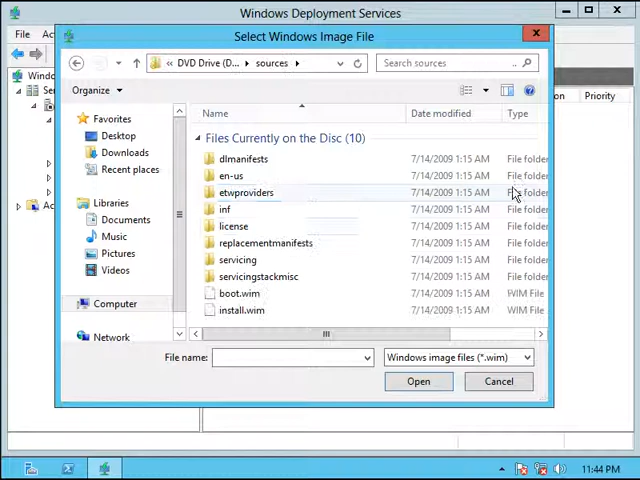 Windows Deployment Services
File
Select Windows Image File
« DVD Drive (D... ▸ sources ▸
Search sources
Organize
Name
Date modified
Type
on
Priority
Windo
Ser
Ac
Favorites
Desktop
Downloads
Recent places
Libraries
Documents
Music
Pictures
Videos
Computer
Network
Files Currently on the Disc (10)
dlmanifests 7/14/2009 1:15 AM File folder
en-us 7/14/2009 1:15 AM File folder
etwproviders 7/14/2009 1:15 AM File folder
inf 7/14/2009 1:15 AM File folder
license 7/14/2009 1:15 AM File folder
replacementmanifests 7/14/2009 1:15 AM File folder
servicing 7/14/2009 1:15 AM File folder
servicingstackmisc 7/14/2009 1:15 AM File folder
boot.wim 7/14/2009 1:15 AM WIM File
install.wim 7/14/2009 1:15 AM WIM File
File name:
Windows image files (*.wim)
Open
Cancel
11:44 PM